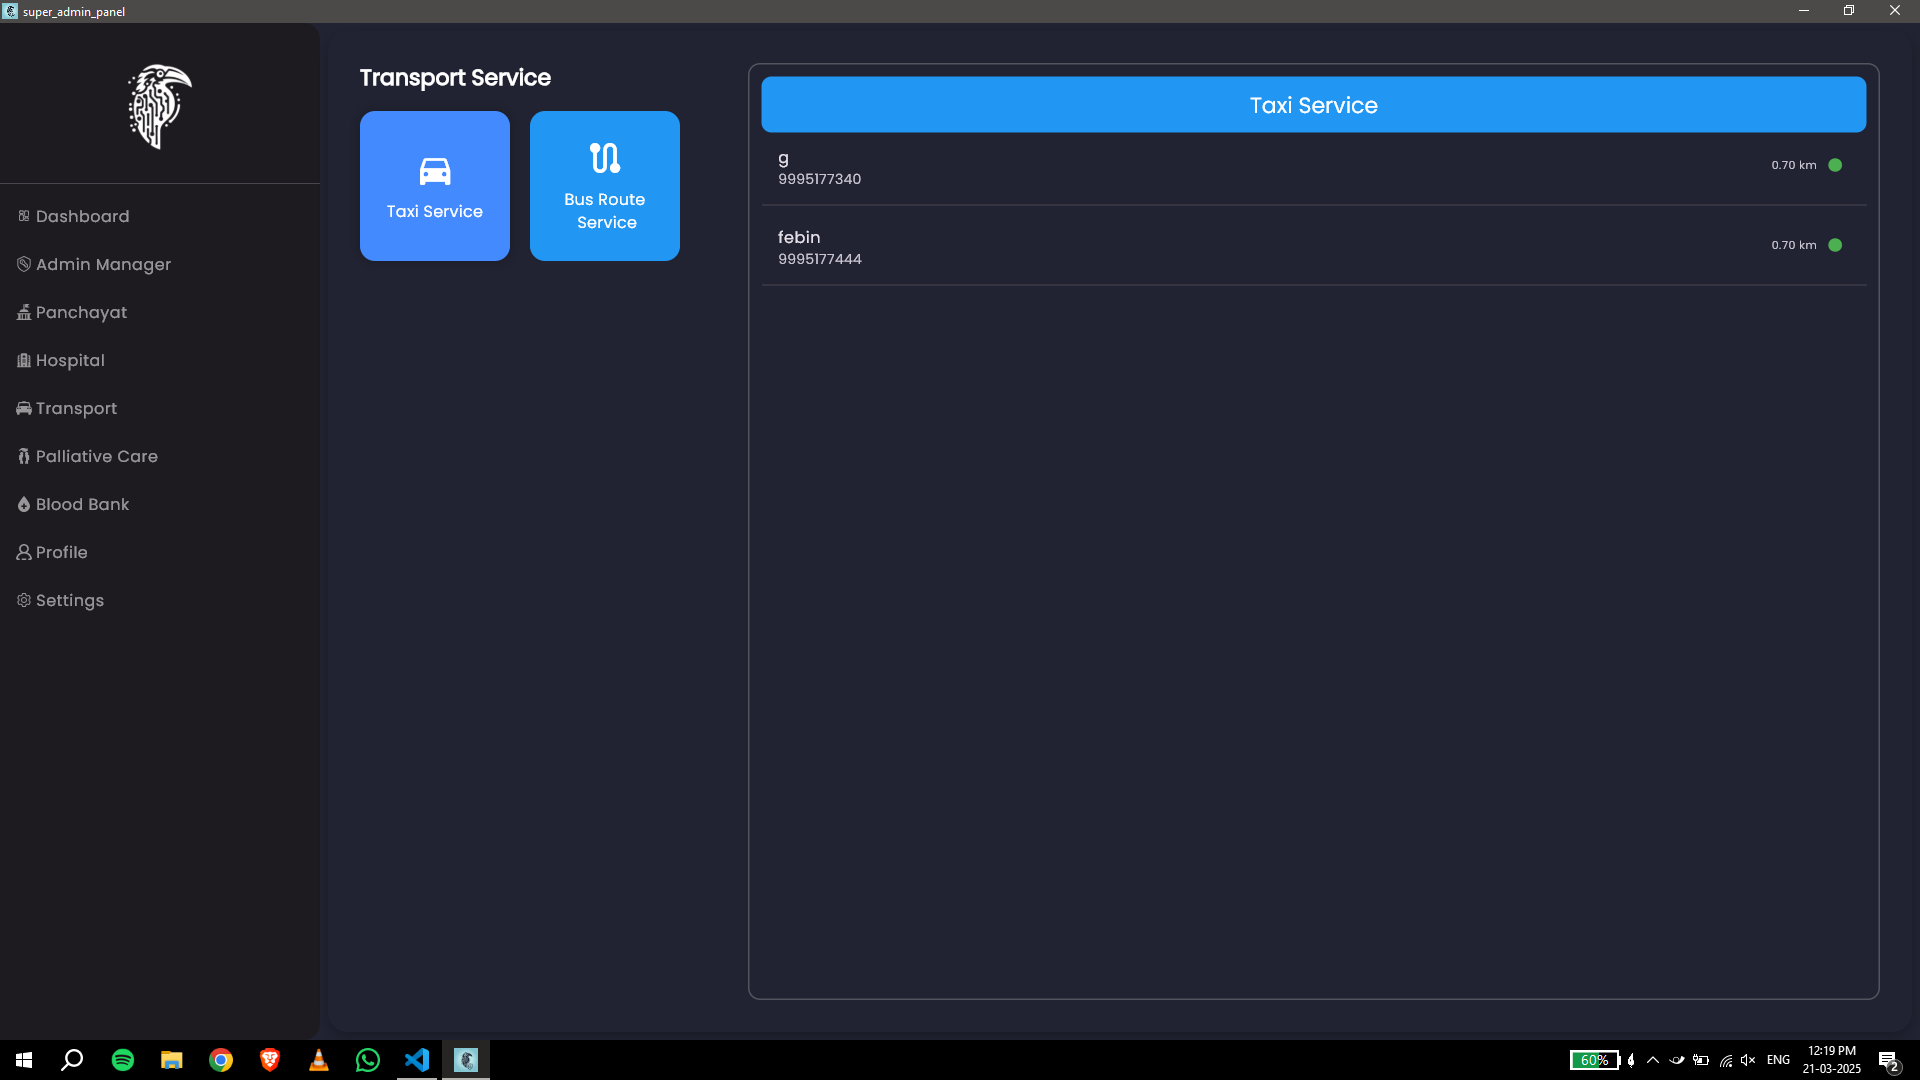 super_admin_panel
Dashboard
Admin Manager
Panchayat
Hospital
Transport
Palliative Care
Blood Bank
Profile
Settings
Transport Service
Taxi Service
Bus Route
Service
Taxi Service
g
9995177340
0.70 km
febin
9995177444
0.70 km
60%
ENG
12:19 PM
21-03-2025
2